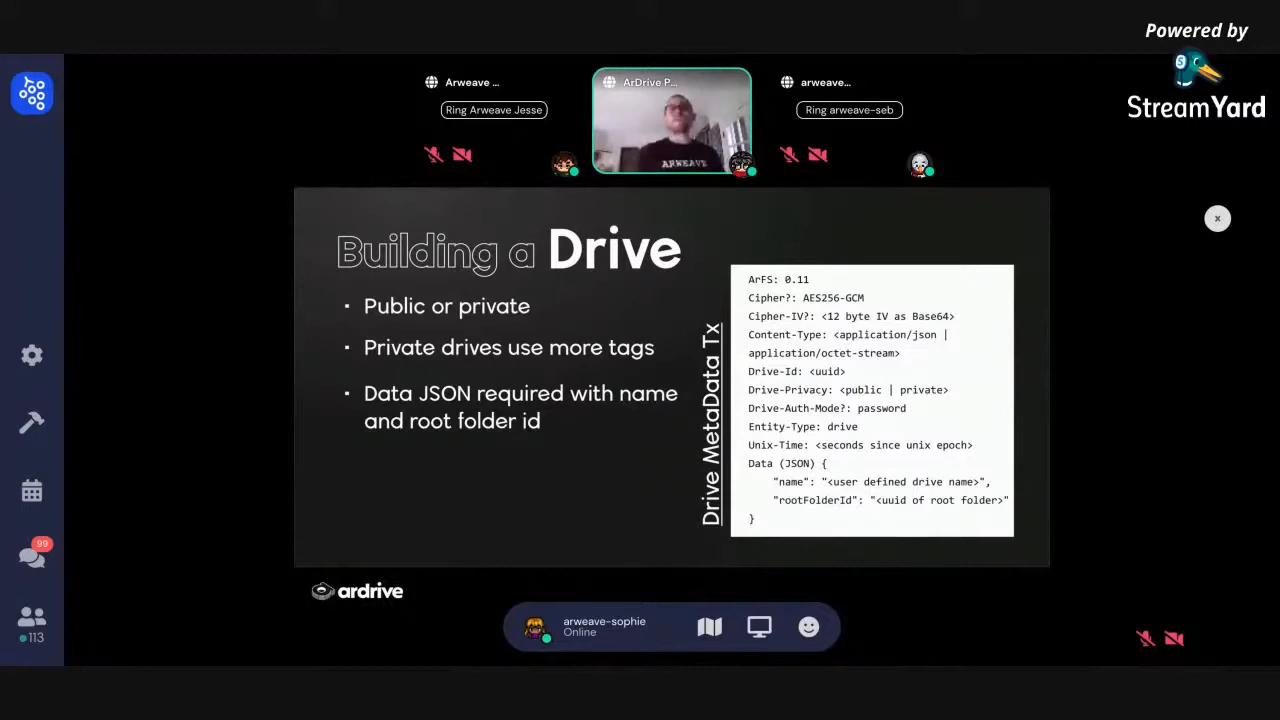 Powered by
StreamYard
Arweave ...
Ring Arweave Jesse
ArDrive P...
ARWEAVE
arweave...
Ring arweave-seb
x
Building a Drive
Public or private
Private drives use more tags
Data JSON required with name
and root folder id
Drive MetaData Tx
ArFS: 0.11
Cipher?: AES256-GCM
Cipher-IV?: <12 byte IV as Base64>
Content-Type: <application/json |
application/octet-stream>
Drive-Id: <uuid>
Drive-Privacy: <public | private>
Drive-Auth-Mode?: password
Entity-Type: drive
Unix-Time: <seconds since unix epoch>
Data (JSON) {
"name": "<user defined drive name>",
"rootFolderId": "<uuid of root folder>"
}
ardrive
arweave-sophie
Online
99
113